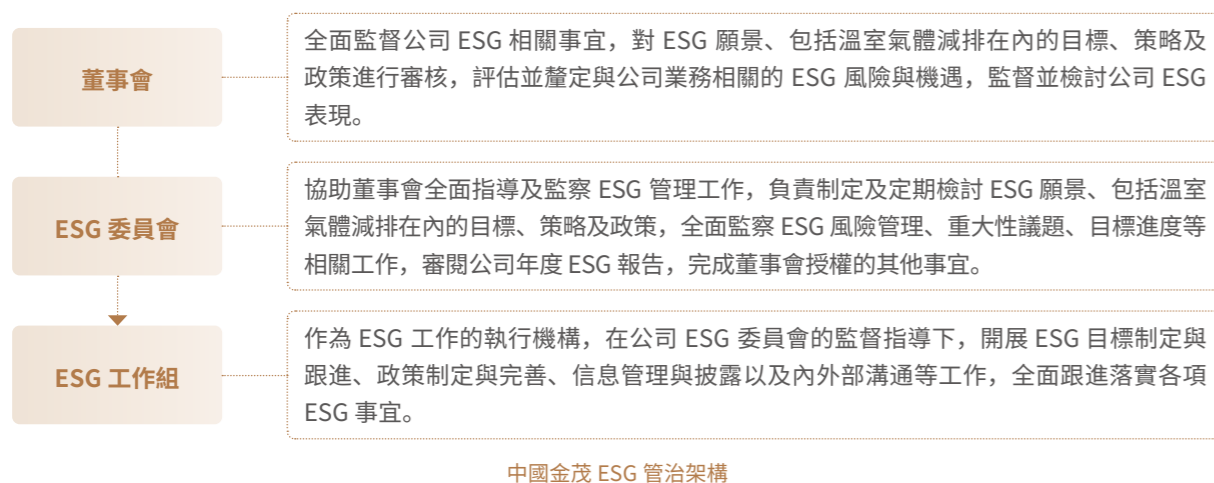 董事會
全面監督公司 ESG 相關事宜，對 ESG 願景、包括溫室氣體減排在內的目標、策略及
政策進行審核，評估並釐定與公司業務相關的 ESG 風險與機遇，監督並檢討公司 ESG
表現。
ESG 委員會
協助董事會全面指導及監察 ESG 管理工作，負責制定及定期檢討 ESG 願景、包括溫室
氣體減排在內的目標、策略及政策，全面監察 ESG 風險管理、重大性議題、目標進度等
相關工作，審閱公司年度 ESG 報告，完成董事會授權的其他事宜。
ESG 工作組
作為 ESG 工作的執行機構，在公司 ESG 委員會的監督指導下，開展 ESG 目標制定與
跟進、政策制定與完善、信息管理與披露以及內外部溝通等工作，全面跟進落實各項
ESG 事宜。
中國金茂 ESG 管治架構